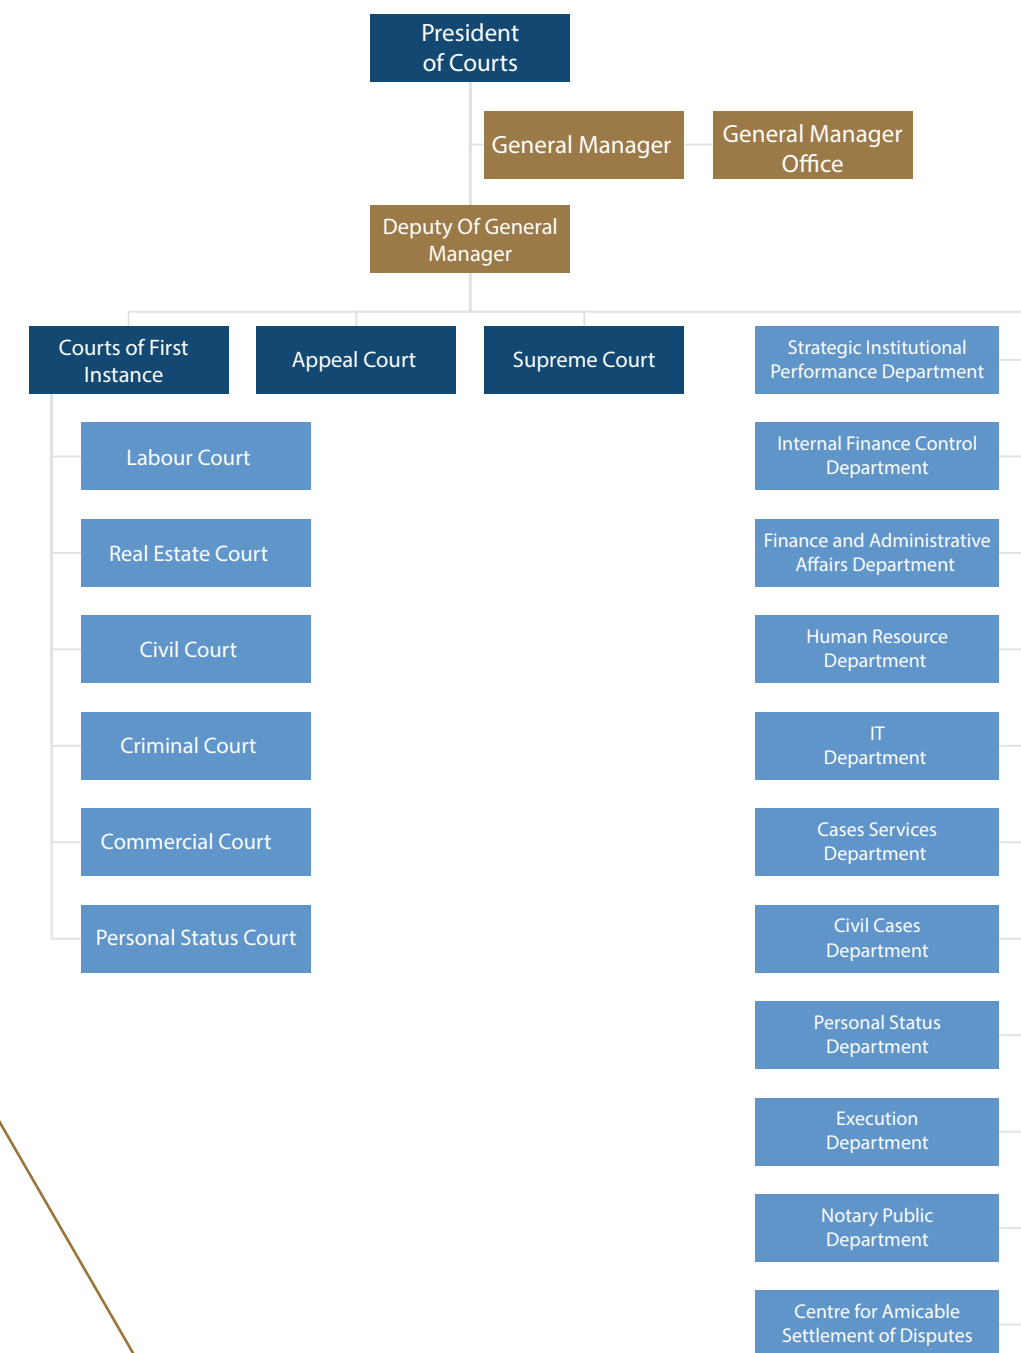 President
of Courts
General Manager
General Manager
Office
Deputy Of General
Manager
Courts of First
Instance
Appeal Court
Supreme Court
Labour Court
Real Estate Court
Civil Court
Criminal Court
Commercial Court
Personal Status Court
Strategic Institutional
Performance Department
Internal Finance Control
Department
Finance and Administrative
Affairs Department
Human Resource
Department
IT
Department
Cases Services
Department
Civil Cases
Department
Personal Status
Department
Execution
Department
Notary Public
Department
Centre for Amicable
Settlement of Disputes